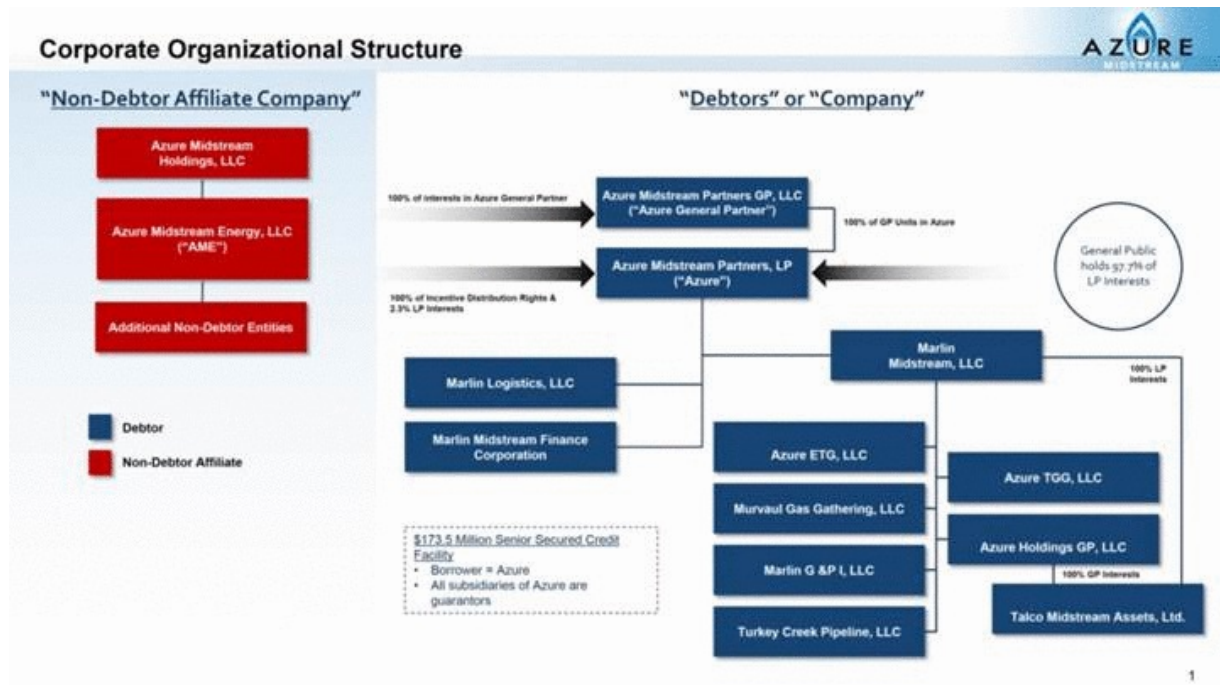 Corporate Organizational Structure
AZURE
MIDSTREAM
"Non-Debtor Affiliate Company"
"Debtors" or "Company"
Azure Midstream
Holdings, LLC
Azure Midstream Energy, LLC
("AME")
Additional Non-Debtor Entities
Debtor
Non-Debtor Affiliate
100% of interests in Azure General Partner
Azure Midstream Partners GP, LLC
("Azure General Partner")
100% of GP Units in Azure
Azure Midstream Partners, LP
("Azure")
General Public
holds 97.7% of
LP Interests
100% of Incentive Distribution Rights &
2.3% LP Interests
Marlin
Midstream, LLC
100% LP
Interests
Marlin Logistics, LLC
Marlin Midstream Finance
Corporation
Azure ETG, LLC
Azure TGG, LLC
Murvaul Gas Gathering, LLC
Azure Holdings GP, LLC
Marlin G &P I, LLC
100% GP Interests
Turkey Creek Pipeline, LLC
Talco Midstream Assets, Ltd.
$173.5 Million Senior Secured Credit
Facility
• Borrower = Azure
• All subsidiaries of Azure are
guarantors
1